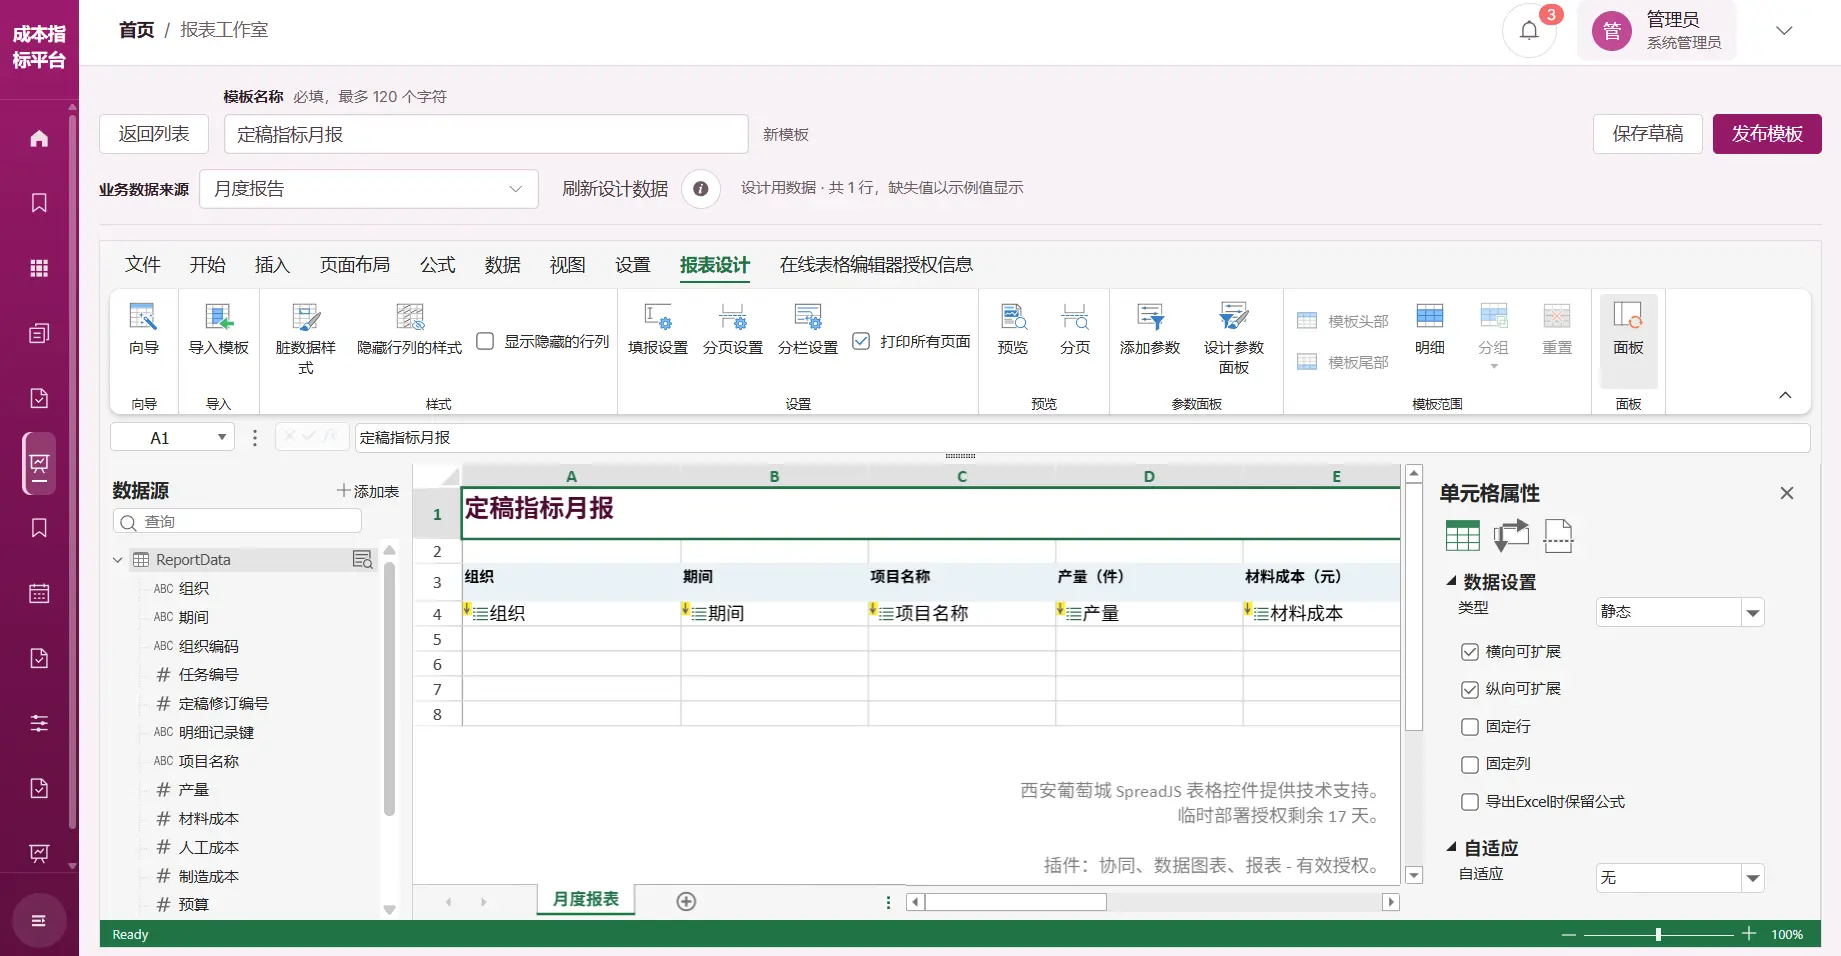 成本指
标平台
首页 / 报表工作室
3
管
管理员
系统管理员
模板名称 必填，最多 120 个字符
返回列表
定稿指标月报
新模板
保存草稿
发布模板
业务数据来源
月度报告
刷新设计数据
设计用数据 · 共 1 行，缺失值以示例值显示
文件 开始 插入 页面布局 公式 数据 视图 设置 报表设计 在线表格编辑器授权信息
向导
向导
导入模板
导入
脏数据样
式
隐藏行列的样式
显示隐藏的行列
样式
填报设置
分页设置
分栏设置
打印所有页面
设置
预览
分页
预览
添加参数
设计参数
面板
参数面板
模板头部
模板尾部
明细
分组
重置
模板范围
面板
面板
A1
fx
定稿指标月报
数据源
添加表
查询
ReportData
ABC 组织
ABC 期间
ABC 组织编码
# 任务编号
# 定稿修订编号
ABC 明细记录键
ABC 项目名称
# 产量
# 材料成本
# 人工成本
# 制造成本
# 预算
A B C D E
1 定稿指标月报
2
3 组织 期间 项目名称 产量（件） 材料成本（元）
4 组织 期间 项目名称 产量 材料成本
5
6
7
8
西安葡萄城 SpreadJS 表格控件提供技术支持。
临时部署授权剩余 17 天。
插件：协同、数据图表、报表 - 有效授权。
月度报表
单元格属性
数据设置
类型
静态
横向可扩展
纵向可扩展
固定行
固定列
导出Excel时保留公式
自适应
自适应
无
Ready
100%